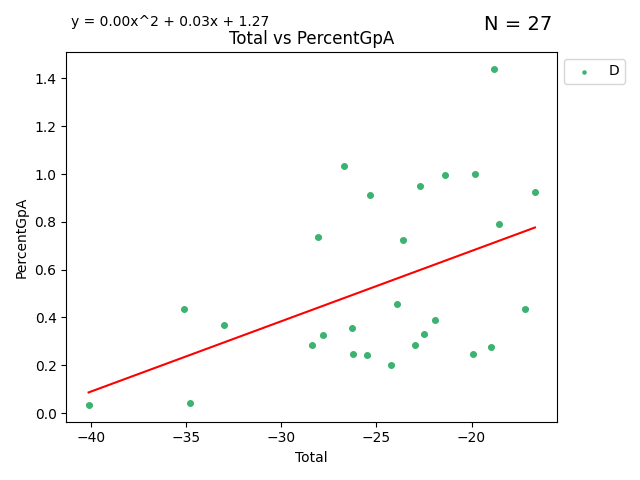 y = 0.00x^2 + 0.03x + 1.27
N = 27
Total vs PercentGpA
D
1.4
1.2
1.0
0.8
0.6
0.4
0.2
0.0
PercentGpA
−40
−35
−30
−25
−20
Total